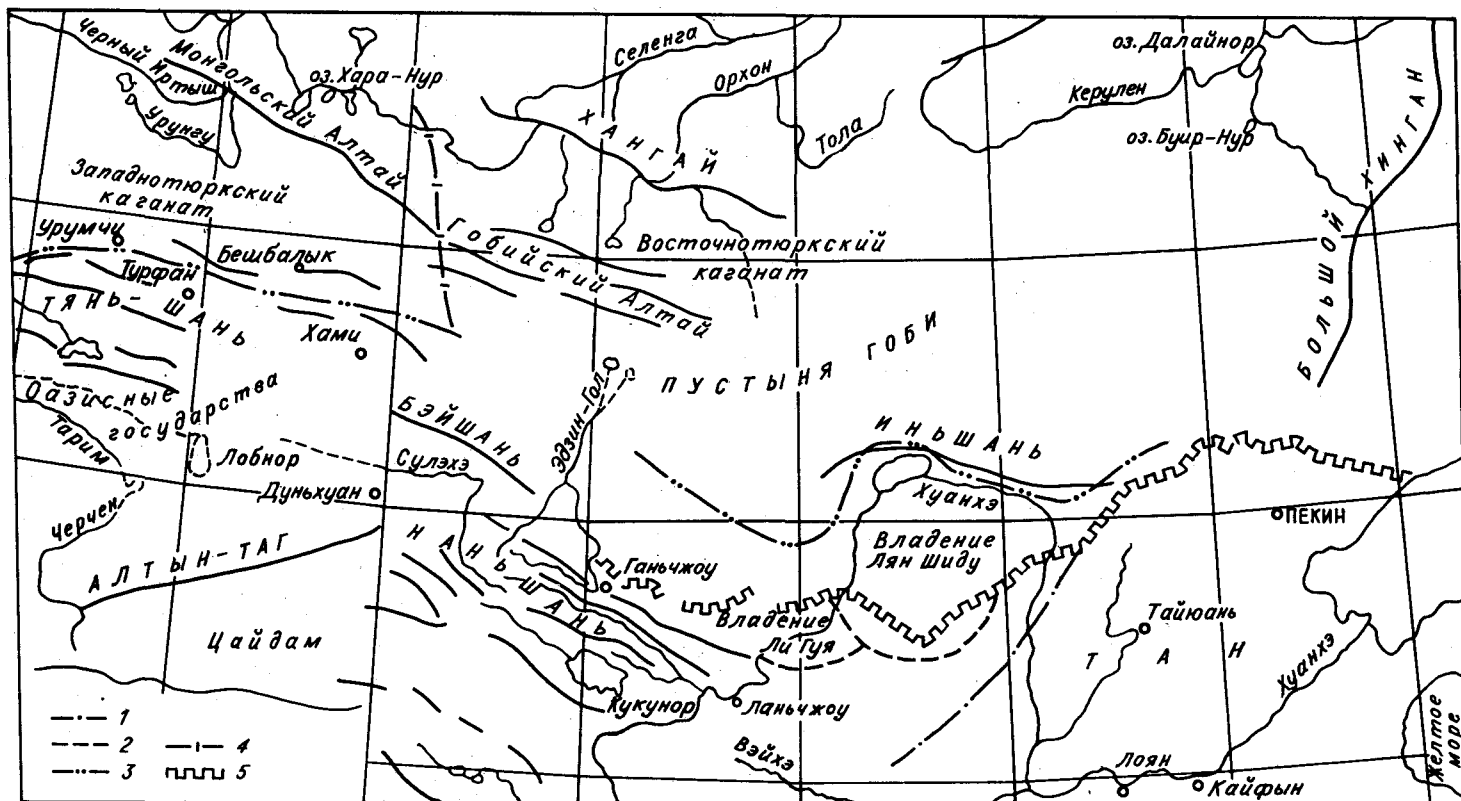 Черный Иртыш
Монгольский Алтай
оз. Хара-Нур
Селенга
Орхон
оз. Далайнор
Керулен
Урунгу
ХАНГАЙ
Тола
оз. Буир-Нур
БОЛЬШОЙ ХИНГАН
Западнотюркский
каганат
Урумчу
Бешбалык
Турфан
Гобийский Алтай
Восточнотюркский
каганат
ТЯНЬ-ШАНЬ
Хами
ПУСТЫНЯ ГОБИ
Оазисные
государства
Тарим
Лобнор
БЭЙШАНЬ
Эдзин-Гол
ИНЬШАНЬ
Сулэхэ
Дуньхуан
Хуанхэ
Черчен
ПЕКИН
АЛТЫН-ТАГ
НАНЬШАНЬ
Ганьчжоу
Владение
Лян Шиду
Владение
Ли Гуя
Тайюань
Цайдам
ТАН
Хуанхэ
Кукунор
Ланьчжоу
Вэйхэ
Лоян
Кайфын
Желтое
море
1
2
3
4
5